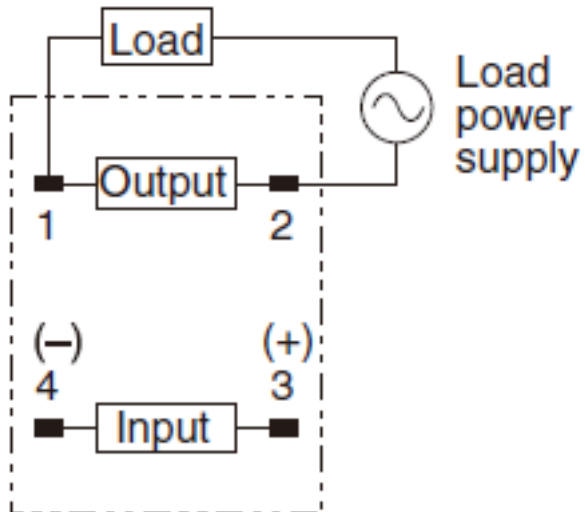 Load
Load
power
supply
Output
1
2
(–)
(+)
4
3
Input